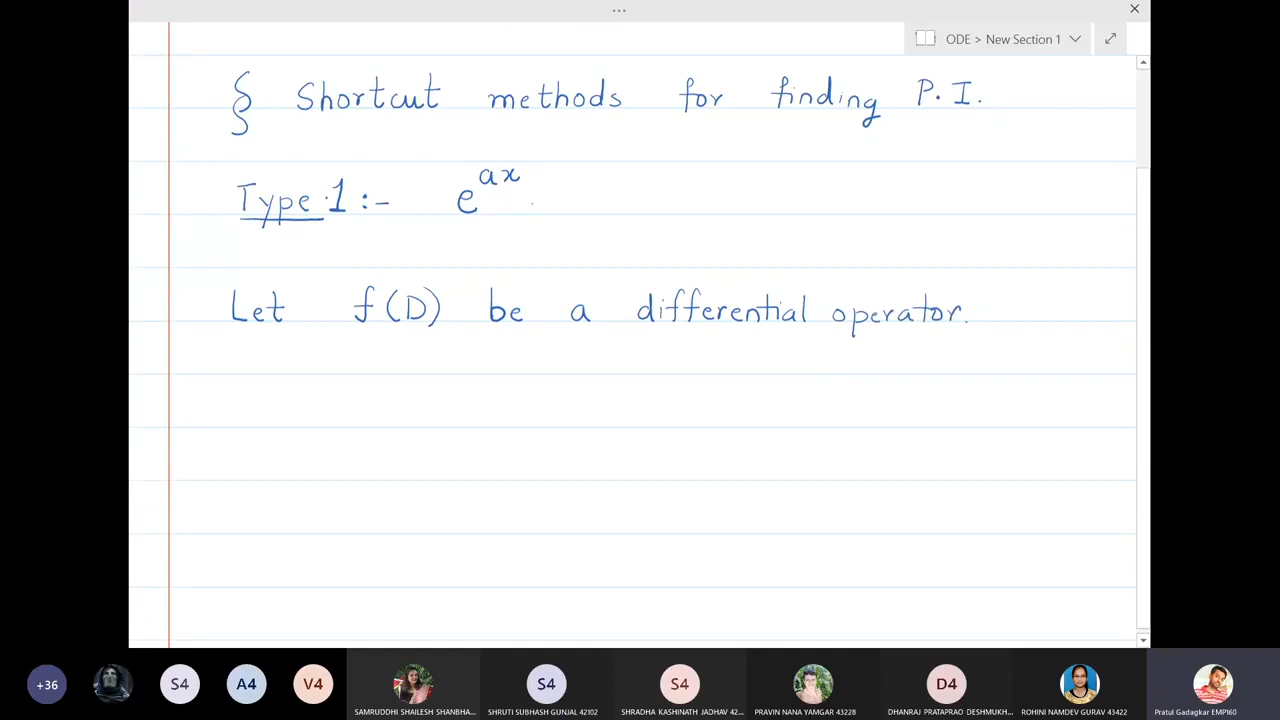 ...
ODE > New Section 1
§ Shortcut methods for finding P.I.
Type 1 :- e^{ax}
Let f(D) be a differential operator.
+36 S4 A4 V4 S4 S4 D4
SAMRUDDHI SHAILESH SHANBHA... SHRUTI SUBHASH GUNJAL 42102 SHRADHA KASHINATH JADHAV 42... PRAVIN NANA YAMGAR 43228 DHANRAJ PRATAPRAO DESHMUKH... ROHINI NAMDEV GURAV 43422 Pratul Gadagkar EMP160